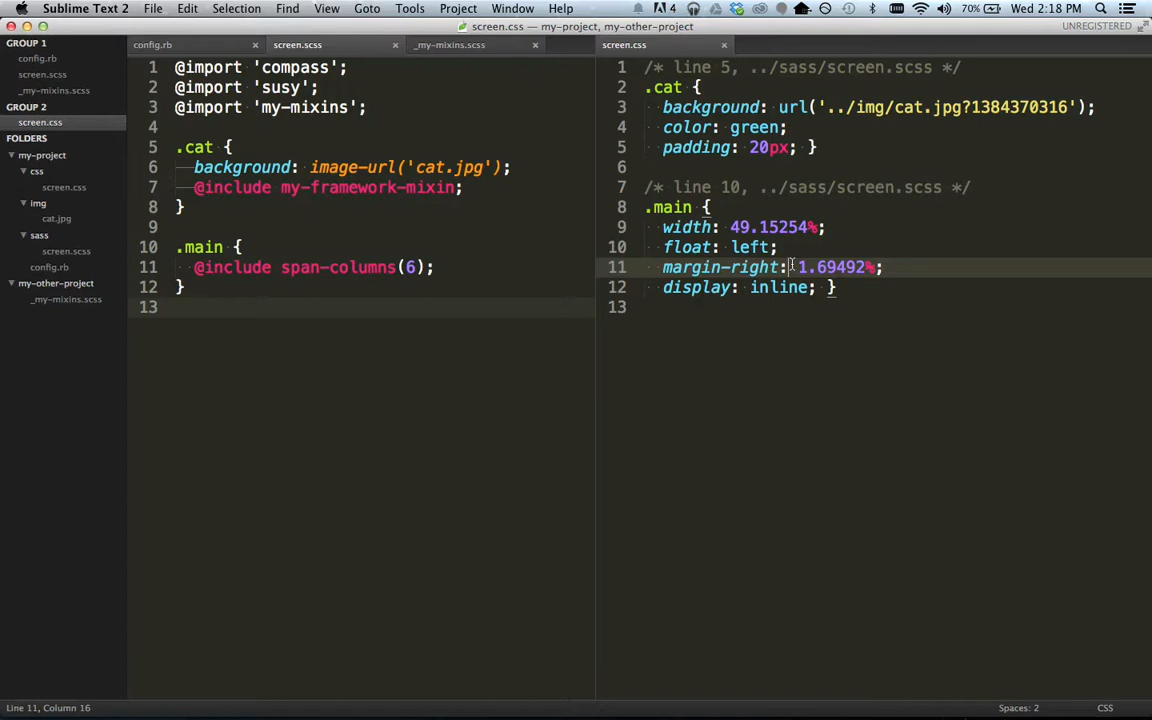 Sublime Text 2 File Edit Selection Find View Goto Tools Project Window Help 4 70% Wed 2:18 PM
screen.css — my-project, my-other-project UNREGISTERED
GROUP 1
config.rb
screen.scss
_my-mixins.scss
GROUP 2
screen.css
FOLDERS
my-project
css
screen.css
img
cat.jpg
sass
screen.scss
config.rb
my-other-project
_my-mixins.scss
config.rb × screen.scss × _my-mixins.scss ×
1 @import 'compass';
2 @import 'susy';
3 @import 'my-mixins';
4
5 .cat {
6 background: image-url('cat.jpg');
7 @include my-framework-mixin;
8 }
9
10 .main {
11 @include span-columns(6);
12 }
13
screen.css ×
1 /* line 5, ../sass/screen.scss */
2 .cat {
3 background: url('../img/cat.jpg?1384370316');
4 color: green;
5 padding: 20px; }
6
7 /* line 10, ../sass/screen.scss */
8 .main {
9 width: 49.15254%;
10 float: left;
11 margin-right: 1.69492%;
12 display: inline; }
13
Line 11, Column 16 Spaces: 2 CSS